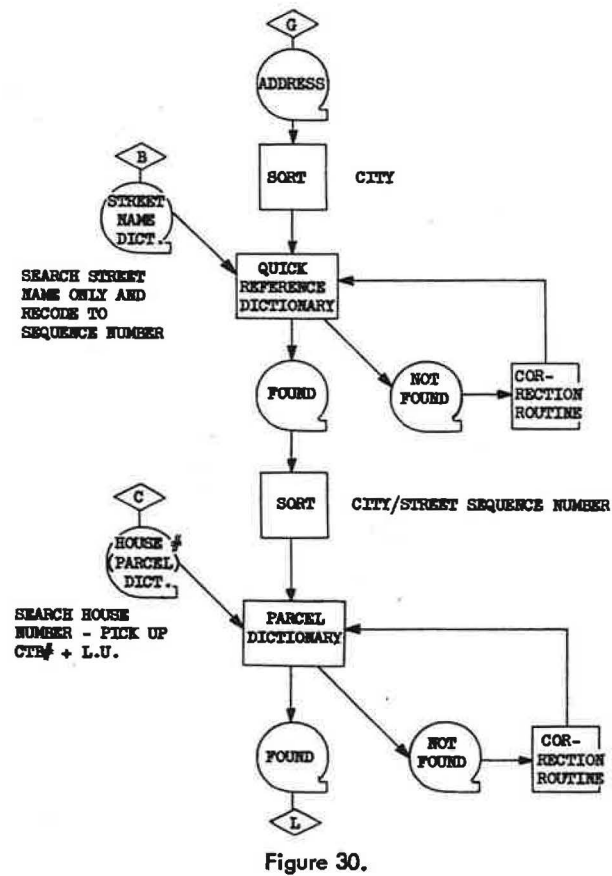 G
ADDRESS
SORT
CITY
B
STREET
NAME
DICT.
SEARCH STREET
NAME ONLY AND
RECODE TO
SEQUENCE NUMBER
QUICK
REFERENCE
DICTIONARY
FOUND
NOT
FOUND
COR-
RECTION
ROUTINE
SORT
CITY/STREET SEQUENCE NUMBER
C
HOUSE #
(PARCEL)
DICT.
SEARCH HOUSE
NUMBER - PICK UP
CTB# + L.U.
PARCEL
DICTIONARY
FOUND
NOT
FOUND
COR-
RECTION
ROUTINE
L
Figure 30.